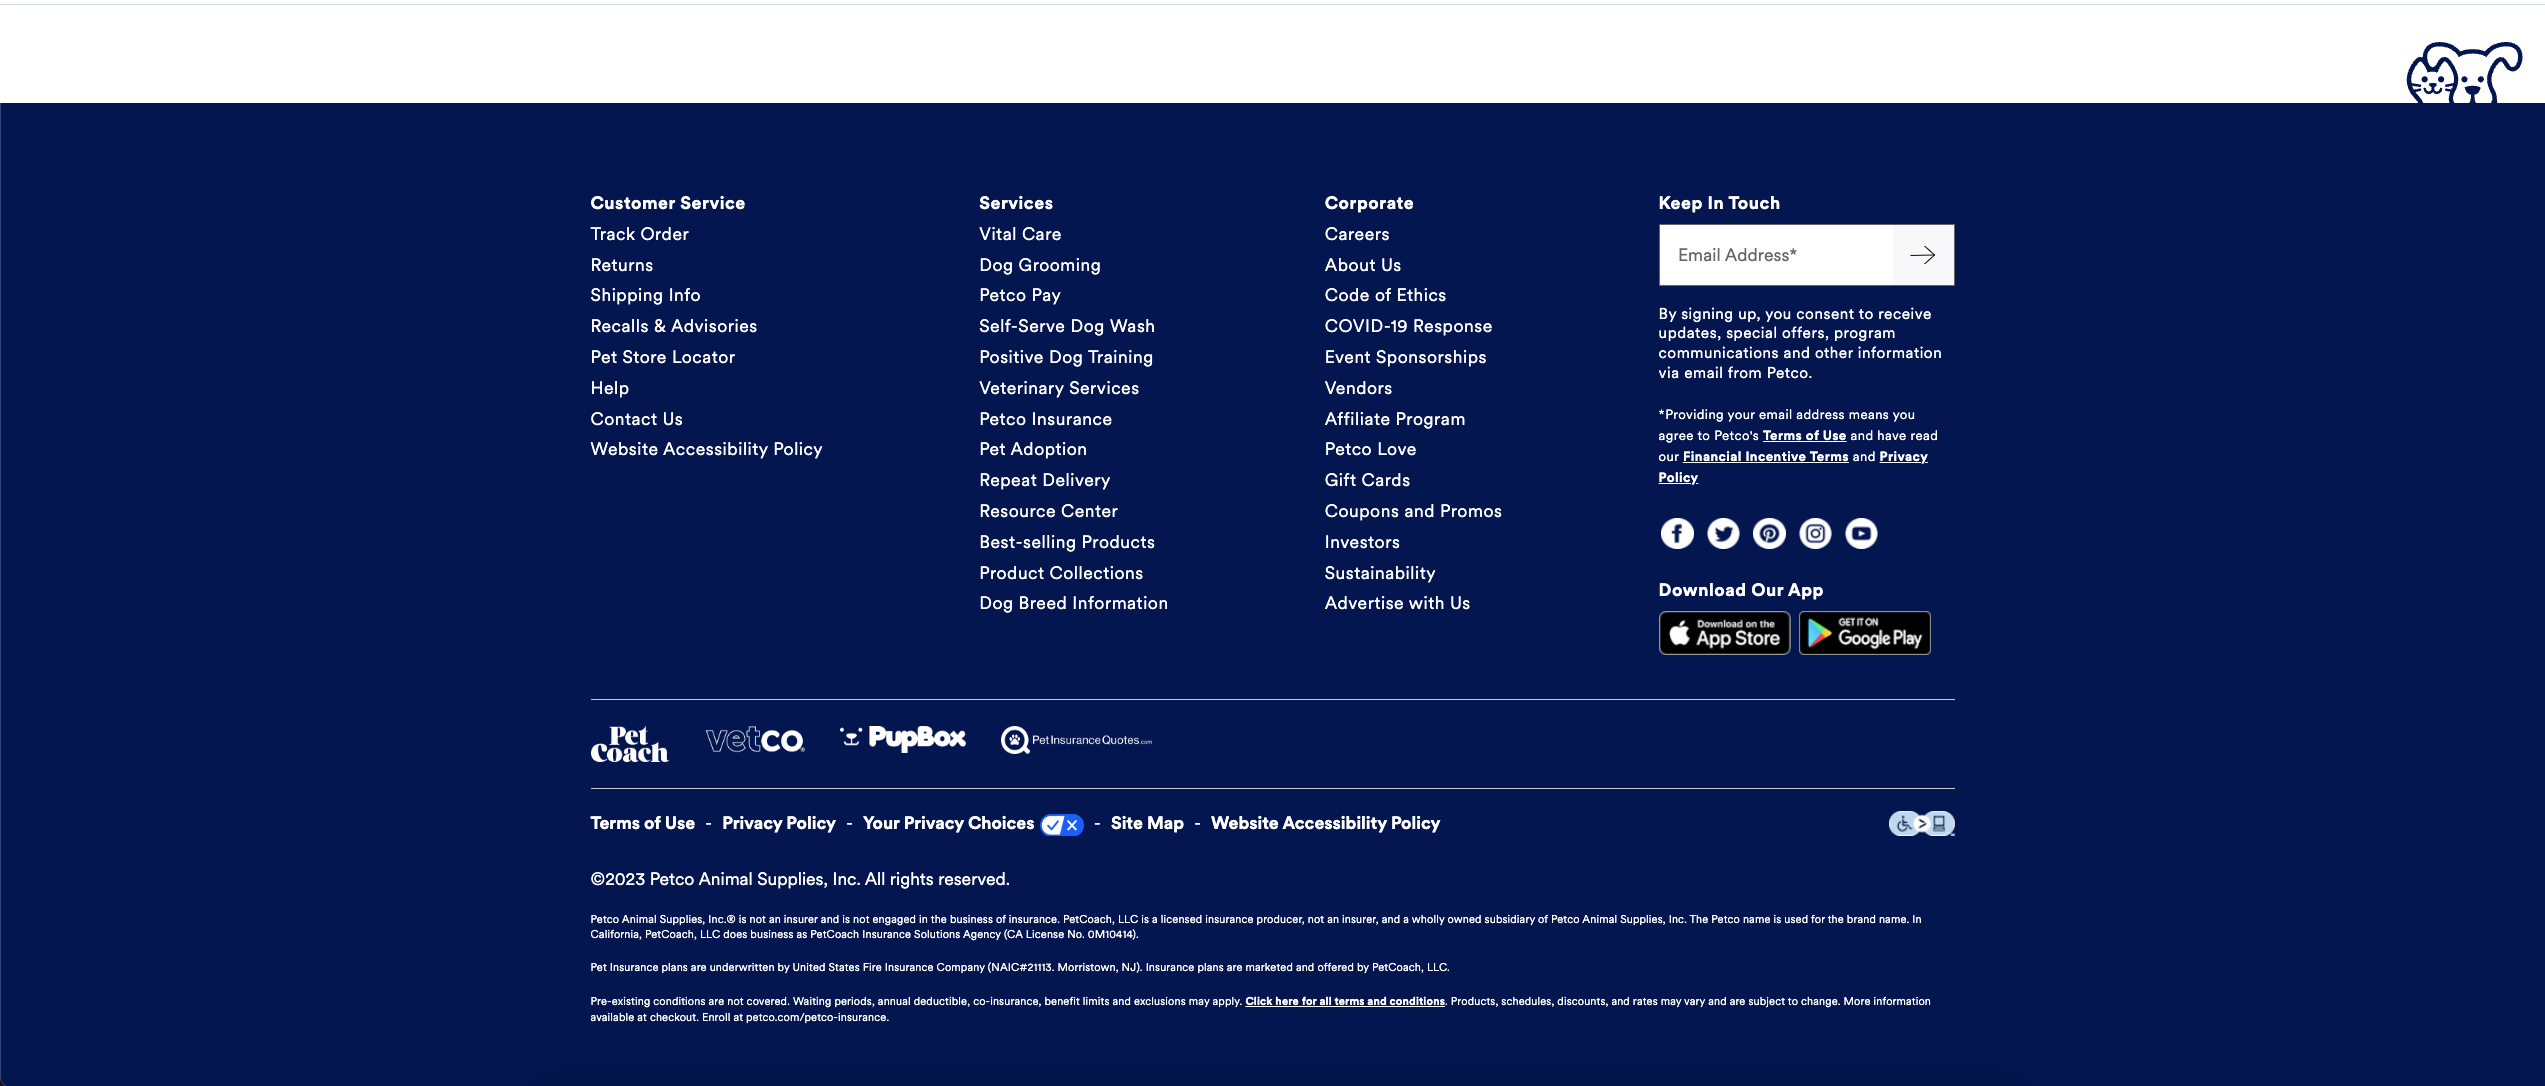 Customer Service
Track Order
Returns
Shipping Info
Recalls & Advisories
Pet Store Locator
Help
Contact Us
Website Accessibility Policy
Services
Vital Care
Dog Grooming
Petco Pay
Self-Serve Dog Wash
Positive Dog Training
Veterinary Services
Petco Insurance
Pet Adoption
Repeat Delivery
Resource Center
Best-selling Products
Product Collections
Dog Breed Information
Corporate
Careers
About Us
Code of Ethics
COVID-19 Response
Event Sponsorships
Vendors
Affiliate Program
Petco Love
Gift Cards
Coupons and Promos
Investors
Sustainability
Advertise with Us
Keep In Touch
Email Address*
By signing up, you consent to receive
updates, special offers, program
communications and other information
via email from Petco.
*Providing your email address means you
agree to Petco's Terms of Use and have read
our Financial Incentive Terms and Privacy
Policy
Download Our App
Download on the
App Store
GET IT ON
Google Play
Pet
Coach
vetco
PupBox
PetInsuranceQuotes.com
Terms of Use - Privacy Policy - Your Privacy Choices - Site Map - Website Accessibility Policy
©2023 Petco Animal Supplies, Inc. All rights reserved.
Petco Animal Supplies, Inc.® is not an insurer and is not engaged in the business of insurance. PetCoach, LLC is a licensed insurance producer, not an insurer, and a wholly owned subsidiary of Petco Animal Supplies, Inc. The Petco name is used for the brand name. In
California, PetCoach, LLC does business as PetCoach Insurance Solutions Agency (CA License No. 0M10414).
Pet Insurance plans are underwritten by United States Fire Insurance Company (NAIC#21113. Morristown, NJ). Insurance plans are marketed and offered by PetCoach, LLC.
Pre-existing conditions are not covered. Waiting periods, annual deductible, co-insurance, benefit limits and exclusions may apply. Click here for all terms and conditions. Products, schedules, discounts, and rates may vary and are subject to change. More information
available at checkout. Enroll at petco.com/petco-insurance.